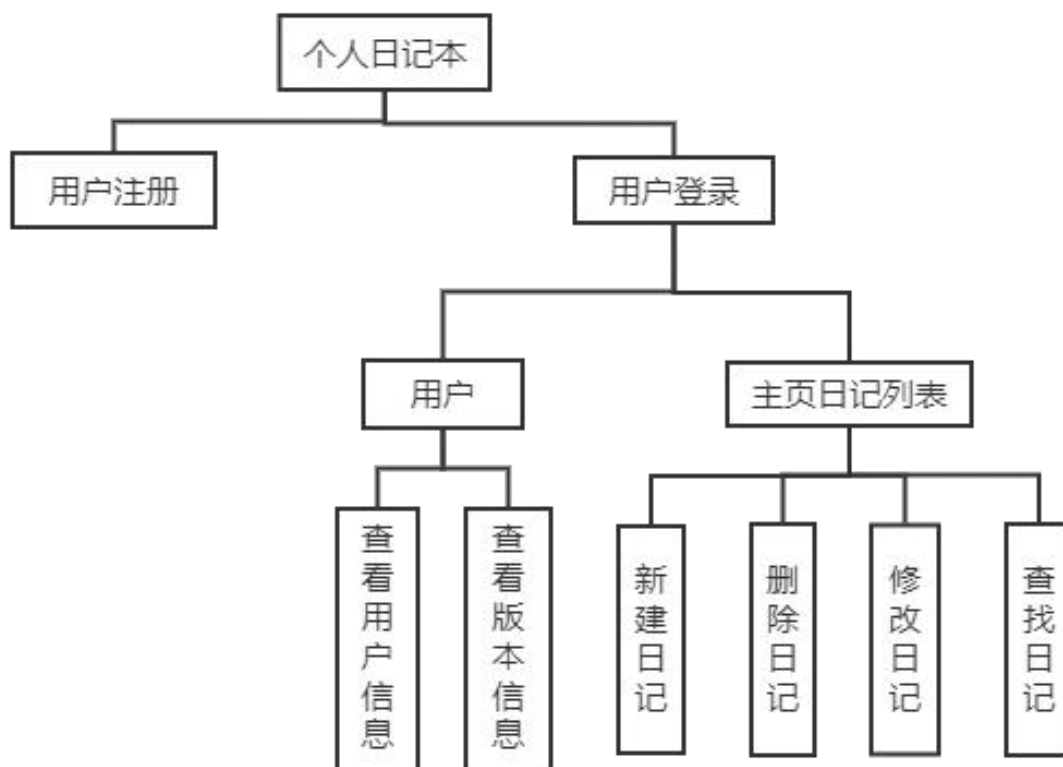 个人日记本
用户注册
用户登录
用户
主页日记列表
查看用户信息
查看版本信息
新建日记
删除日记
修改日记
查找日记